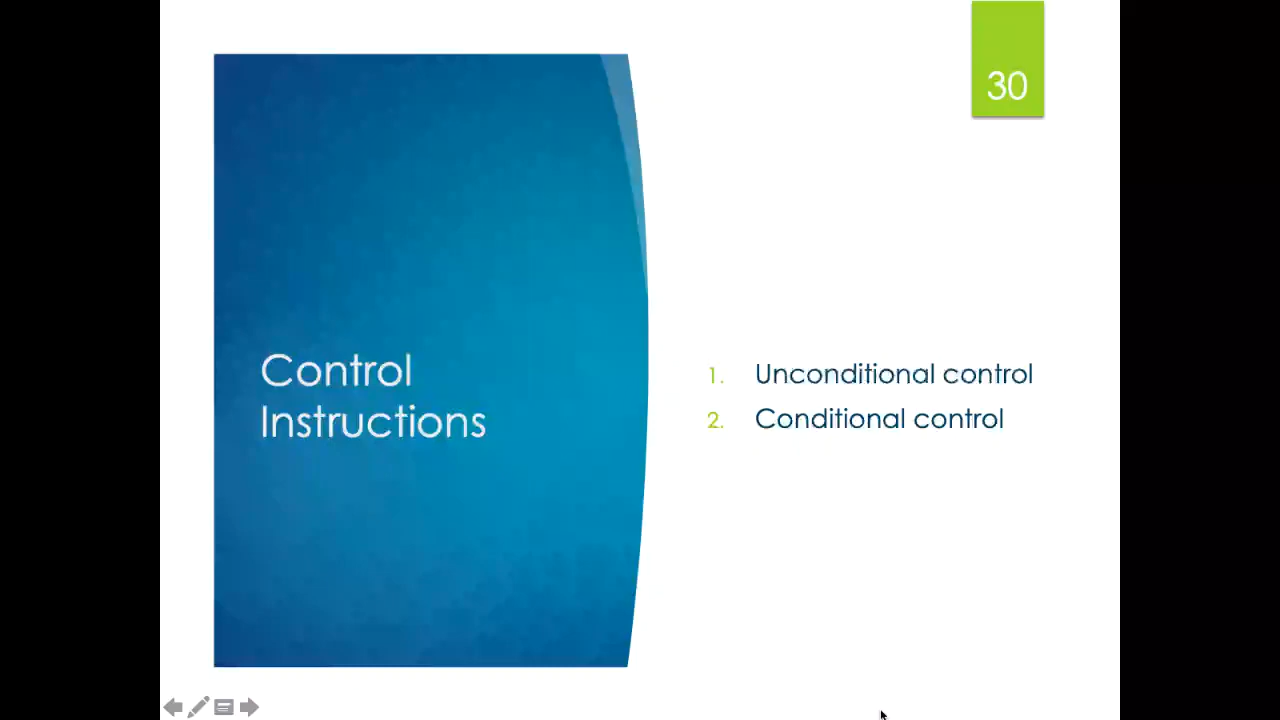 30
Control
Instructions
1. Unconditional control
2. Conditional control